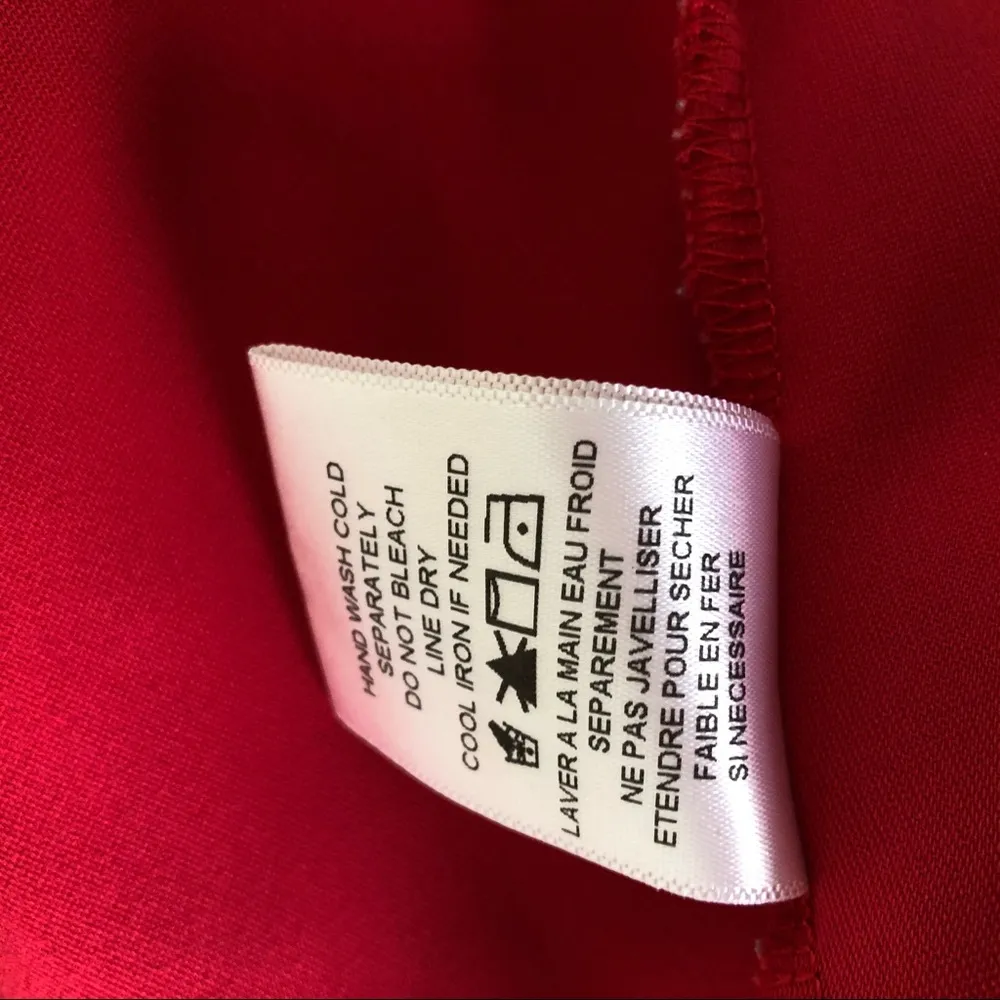 HAND WASH COLD
SEPARATELY
DO NOT BLEACH
LINE DRY
COOL IRON IF NEEDED
LAVER A LA MAIN EAU FROID
SEPAREMENT
NE PAS JAVELLISER
ETENDRE POUR SECHER
FAIBLE EN FER
SI NECESSAIRE